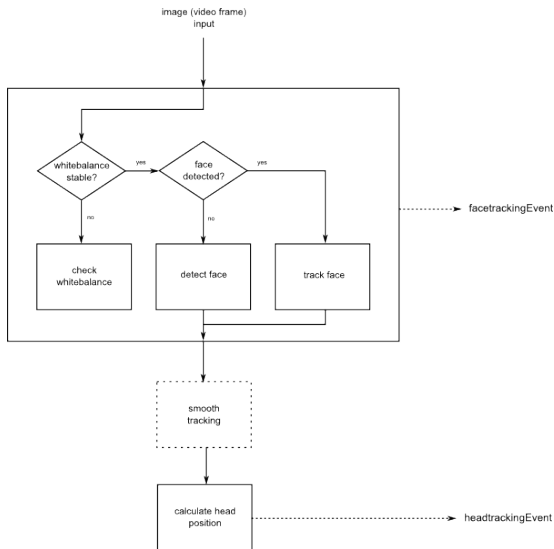 image (video frame)
input
whitebalance
stable?
yes
face
detected?
yes
no
no
check
whitebalance
detect face
track face
facetrackingEvent
smooth
tracking
calculate head
position
headtrackingEvent